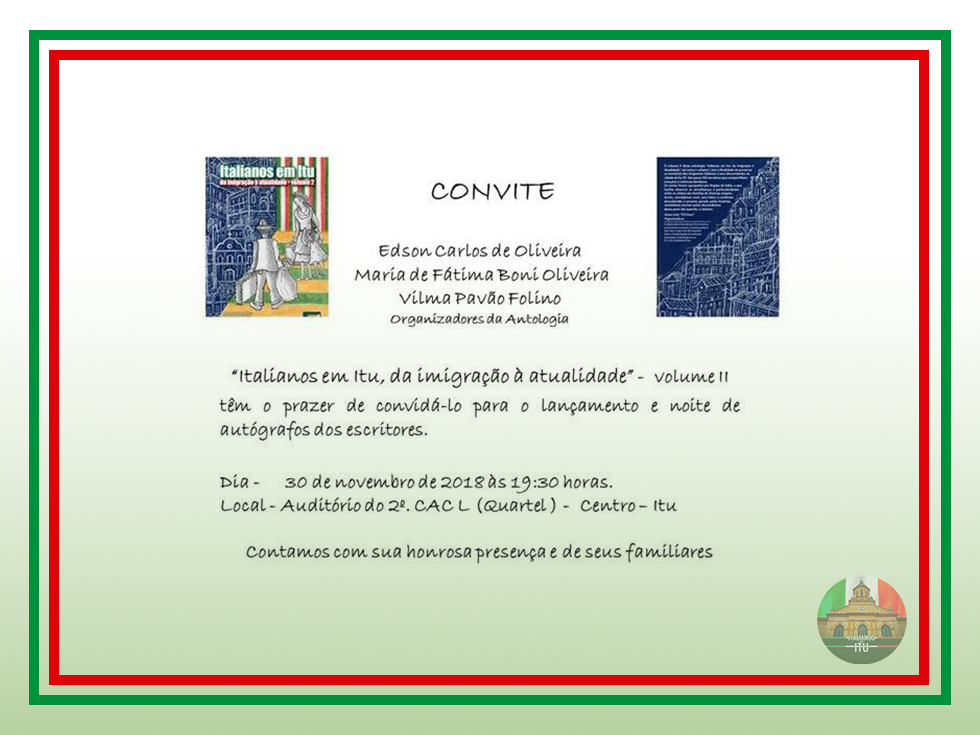 Italianos em Itu
da imigração à atualidade - volume 2
CONVITE
Edson Carlos de Oliveira
Maria de Fátima Boni Oliveira
Vilma Pavão Folino
Organizadores da Antologia
“Italianos em Itu, da imigração à atualidade” - volume II
têm o prazer de convidá-lo para o lançamento e noite de
autógrafos dos escritores.
Dia - 30 de novembro de 2018 às 19:30 horas.
Local - Auditório do 2º. CAC L (Quartel) - Centro – Itu
Contamos com sua honrosa presença e de seus familiares
ITALIANOS
ITU